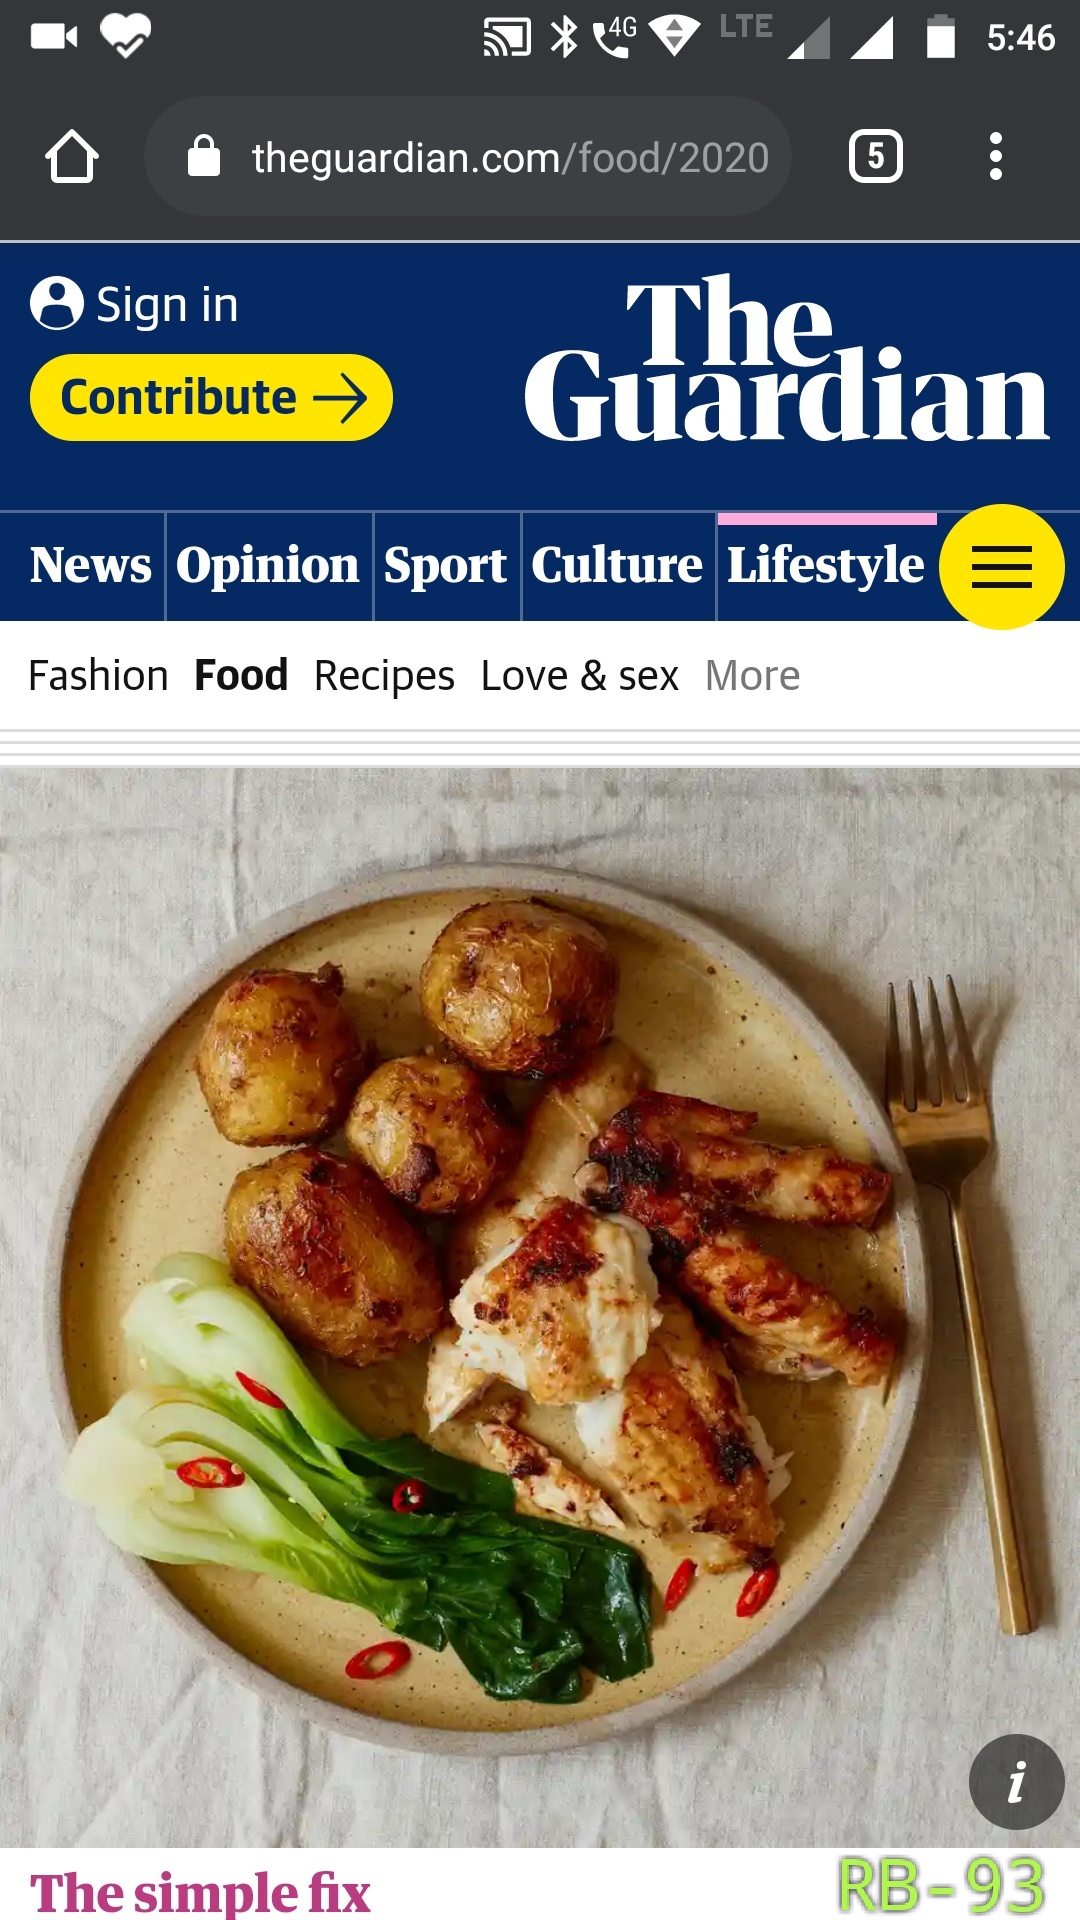 4G LTE 5:46
theguardian.com/food/2020 5
Sign in
Contribute
The
Guardian
News Opinion Sport Culture Lifestyle
Fashion Food Recipes Love & sex More
i
The simple fix
RB-93